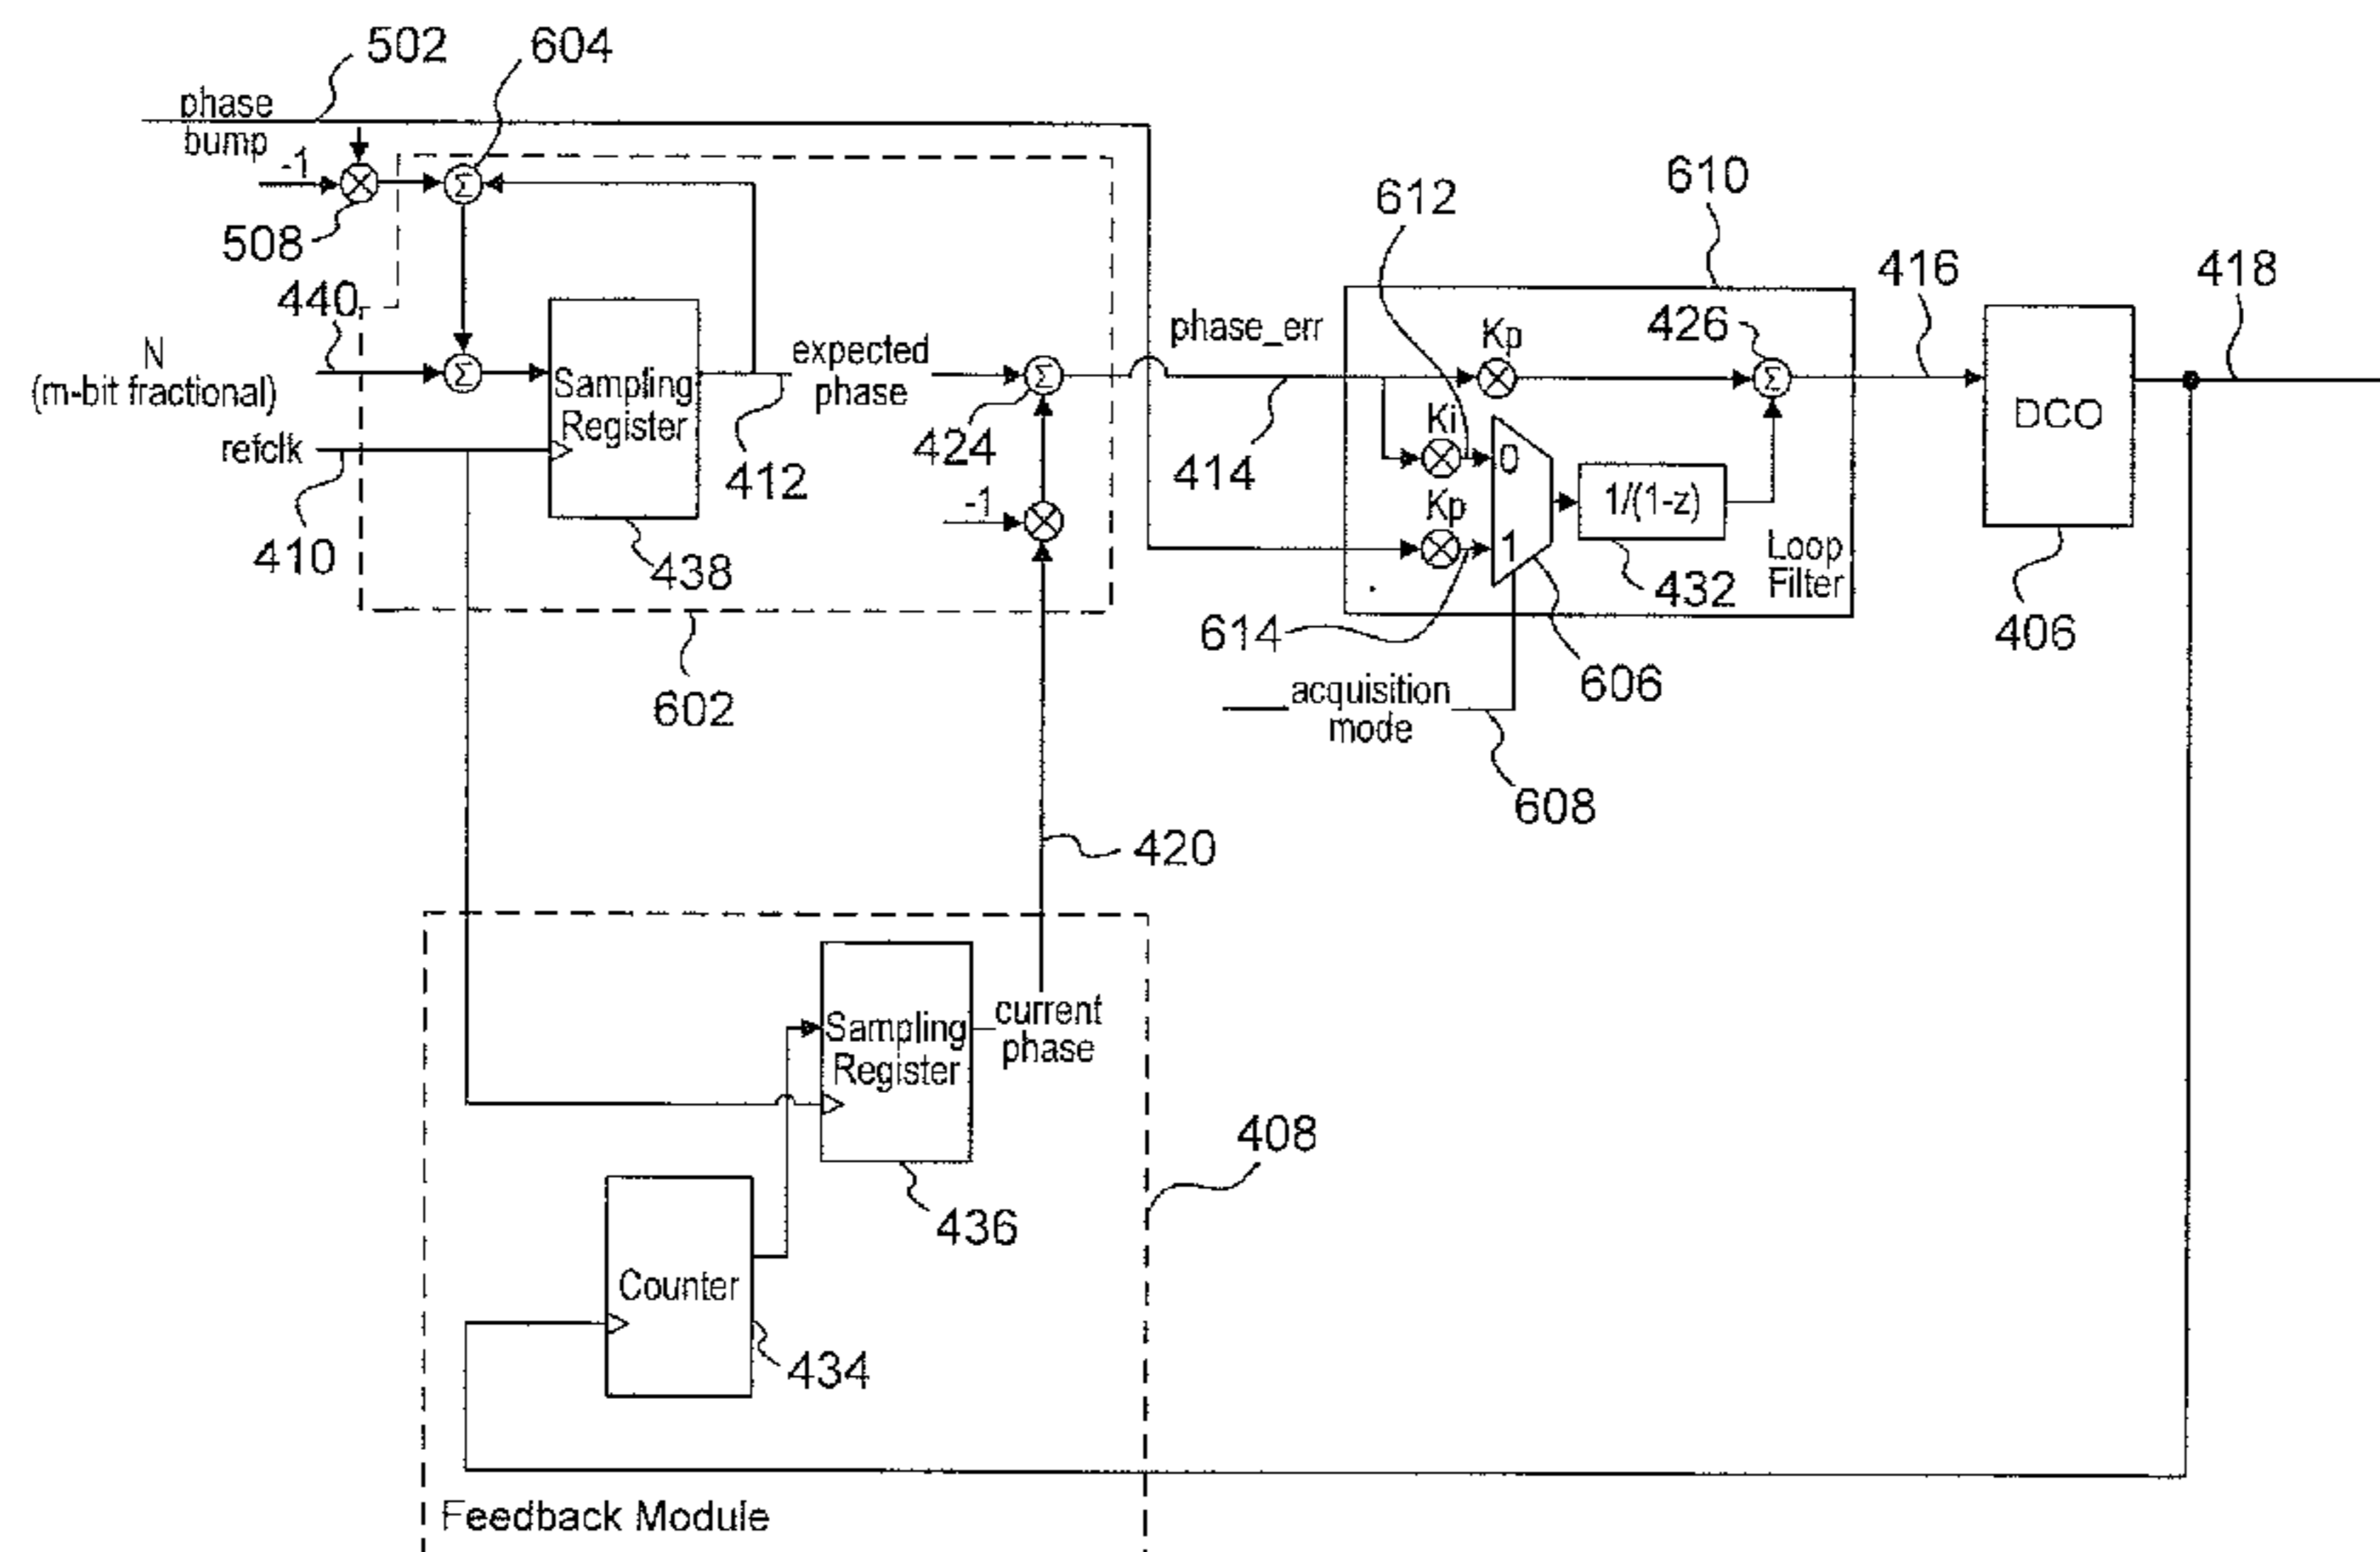 502
604
phase
bump
-1
Σ
508
610
612
440
416
418
N
(m-bit fractional)
Σ
Sampling
Register
expected
phase
Σ
phase_err
Kp
426
Σ
DCO
refclk
412
424
414
Ki
0
Kp
1
1/(1-z)
Loop
Filter
410
438
-1
432
406
614
602
acquisition
mode
606
608
420
Sampling
Register
current
phase
408
436
Counter
434
Feedback Module